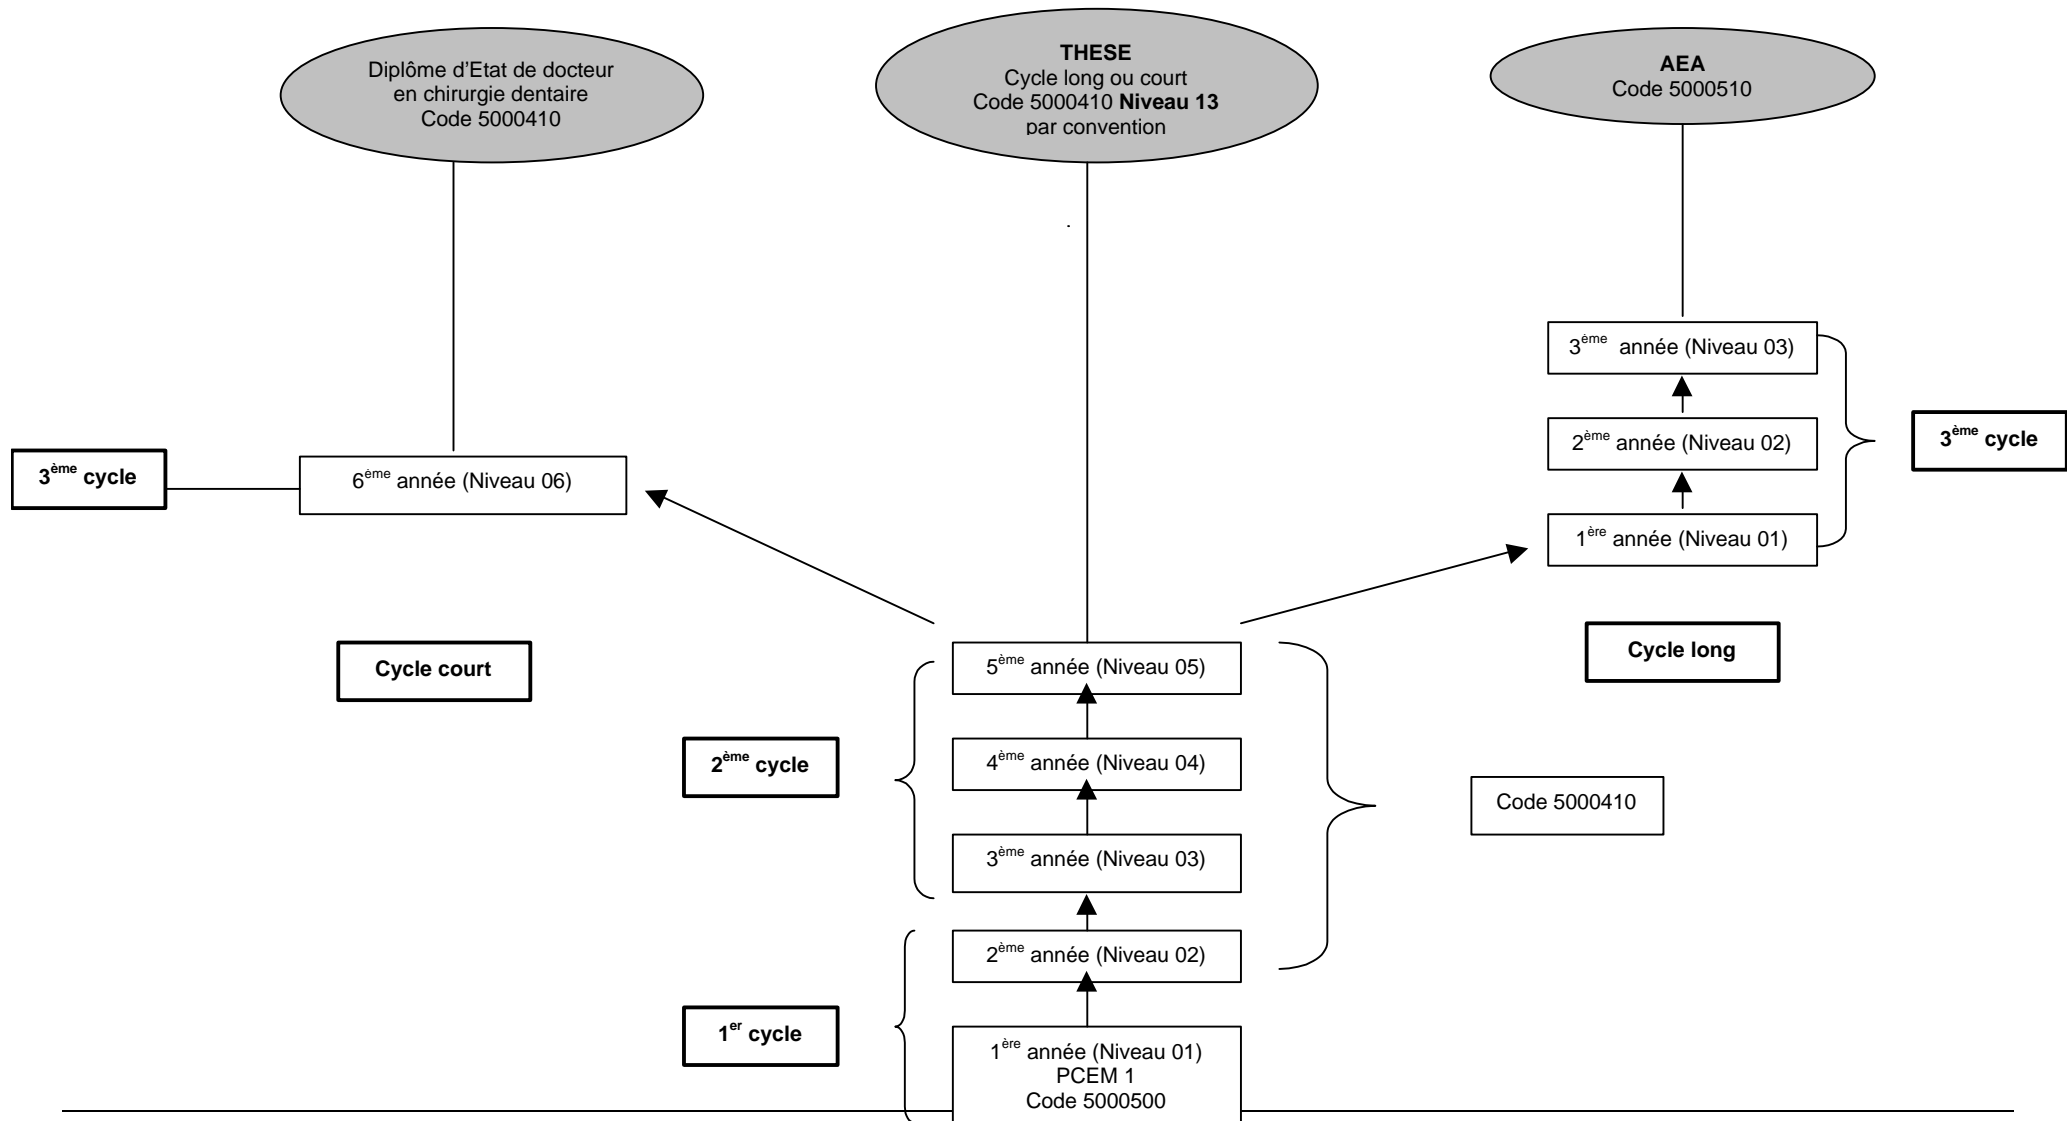 Diplôme d'Etat de docteur
en chirurgie dentaire
Code 5000410
THESE
Cycle long ou court
Code 5000410 Niveau 13
par convention
AEA
Code 5000510
3ème année (Niveau 03)
2ème année (Niveau 02)
3ème cycle
1ère année (Niveau 01)
3ème cycle
6ème année (Niveau 06)
Cycle court
Cycle long
5ème année (Niveau 05)
2ème cycle
4ème année (Niveau 04)
Code 5000410
3ème année (Niveau 03)
2ème année (Niveau 02)
1er cycle
1ère année (Niveau 01)
PCEM 1
Code 5000500